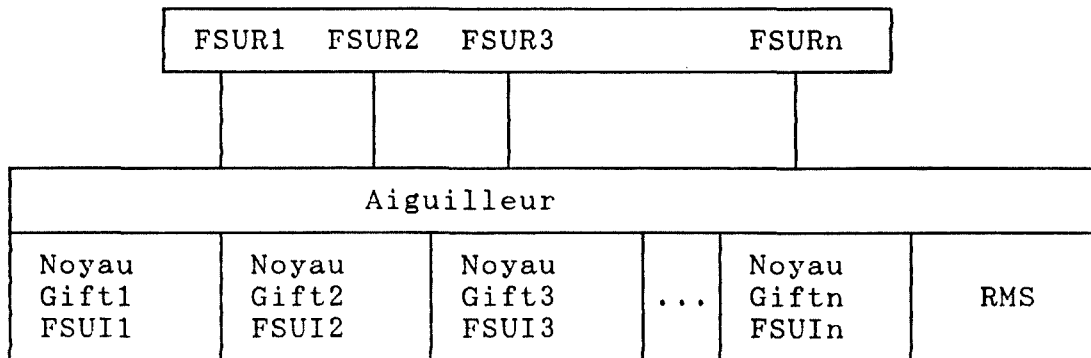 FSUR1 FSUR2 FSUR3 FSURn
Aiguilleur
Noyau Noyau Noyau Noyau
Gift1 Gift2 Gift3 ... Giftn RMS
FSUI1 FSUI2 FSUI3 FSUIn